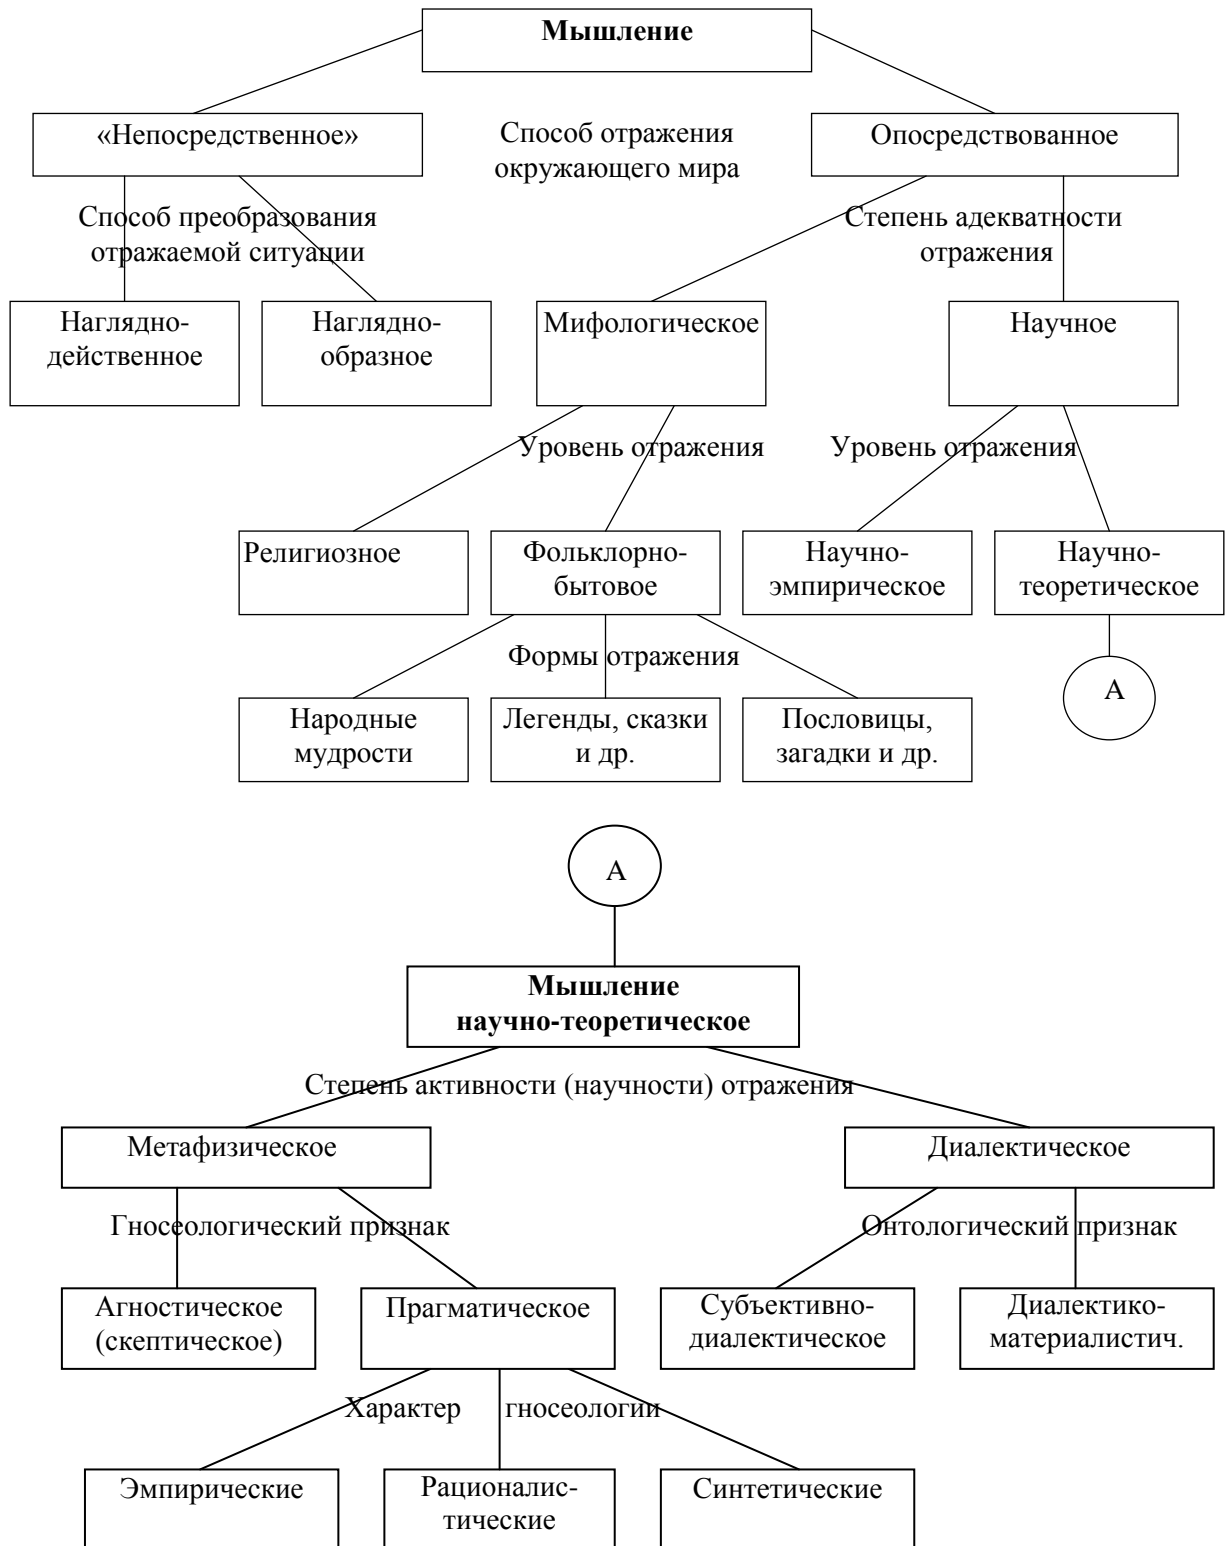 Мышление
«Непосредственное»
Способ отражения
окружающего мира
Опосредствованное
Способ преобразования
отражаемой ситуации
Степень адекватности
отражения
Наглядно-
действенное
Наглядно-
образное
Мифологическое
Научное
Уровень отражения
Уровень отражения
Религиозное
Фольклорно-
бытовое
Научно-
эмпирическое
Научно-
теоретическое
Формы отражения
А
Народные
мудрости
Легенды, сказки
и др.
Пословицы,
загадки и др.
А
Мышление
научно-теоретическое
Степень активности (научности) отражения
Метафизическое
Диалектическое
Гносеологический признак
Онтологический признак
Агностическое
(скептическое)
Прагматическое
Субъективно-
диалектическое
Диалектико-
материалистич.
Характер гносеологии
Эмпирические
Рационалис-
тические
Синтетические